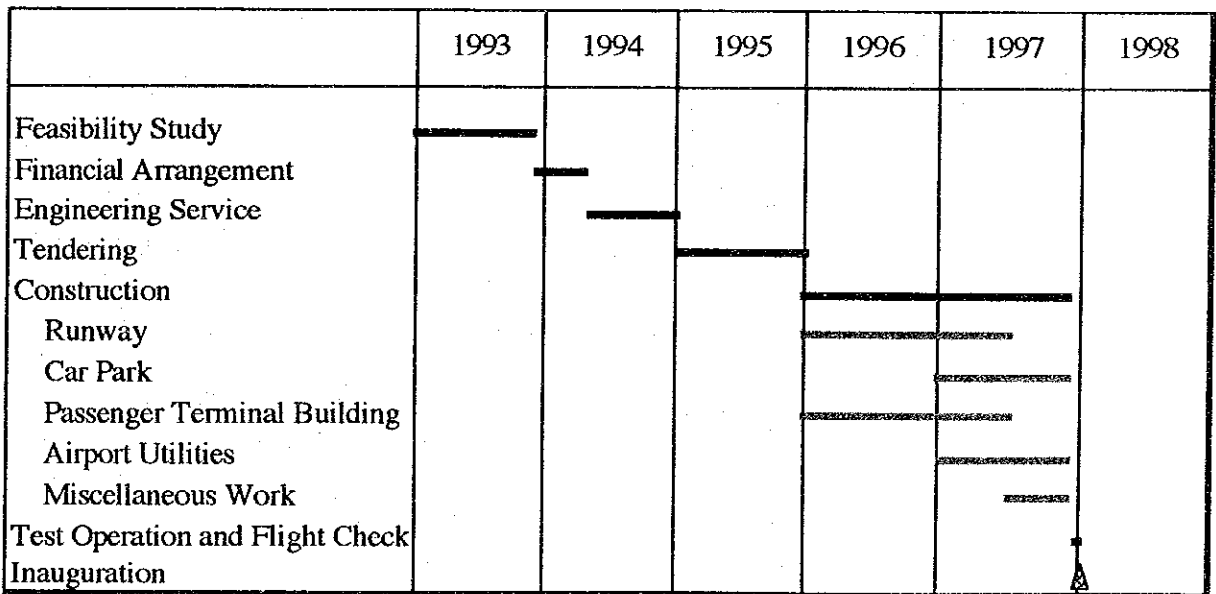 1993 1994 1995 1996 1997 1998
Feasibility Study
Financial Arrangement
Engineering Service
Tendering
Construction
Runway
Car Park
Passenger Terminal Building
Airport Utilities
Miscellaneous Work
Test Operation and Flight Check
Inauguration